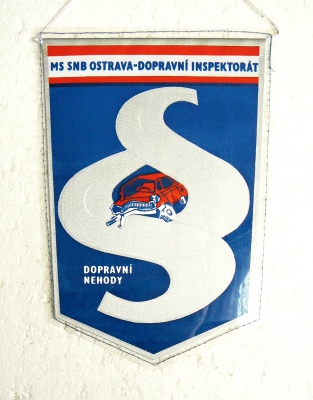 MS SNB OSTRAVA-DOPRAVNÍ INSPEKTORÁT
§
DOPRAVNÍ
NEHODY